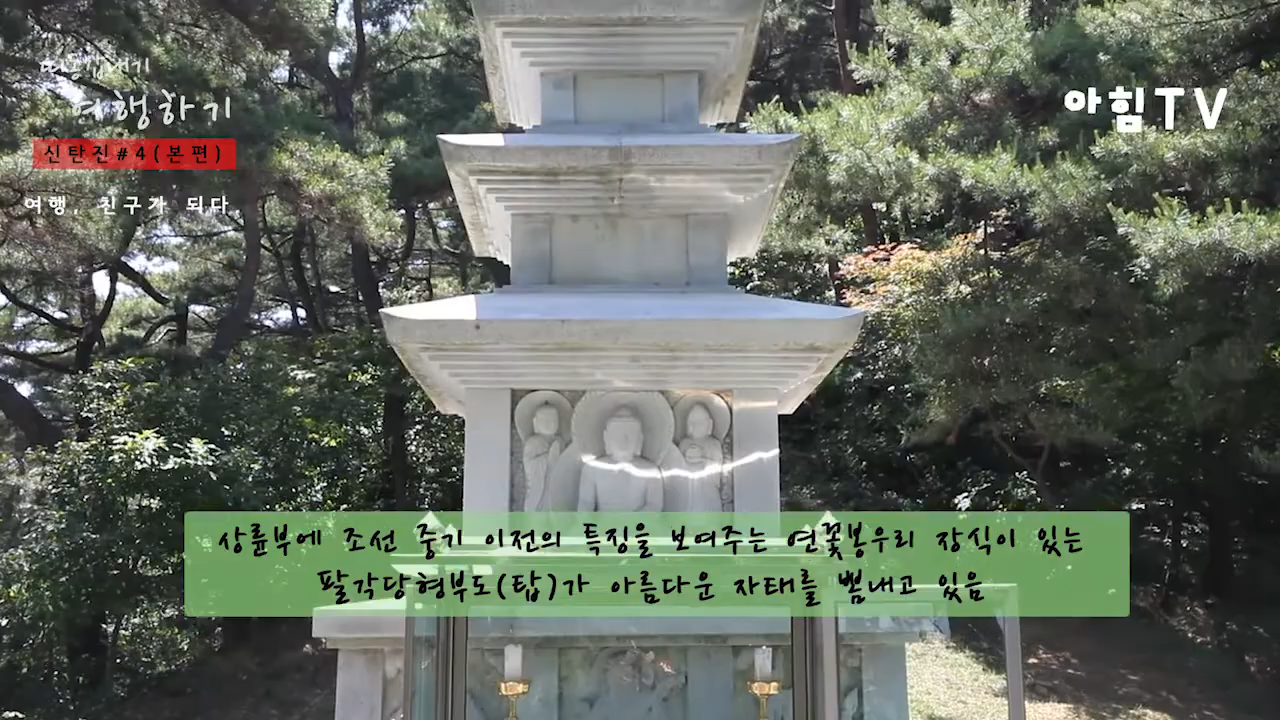 여행하기
아힘TV
신탄진#4(본편)
여행, 친구가 되다.
상륜부에 조선 중기 이전의 특징을 보여주는 연꽃봉우리 장식이 있는
팔각당형부도(탑)가 아름다운 자태를 뽐내고 있음